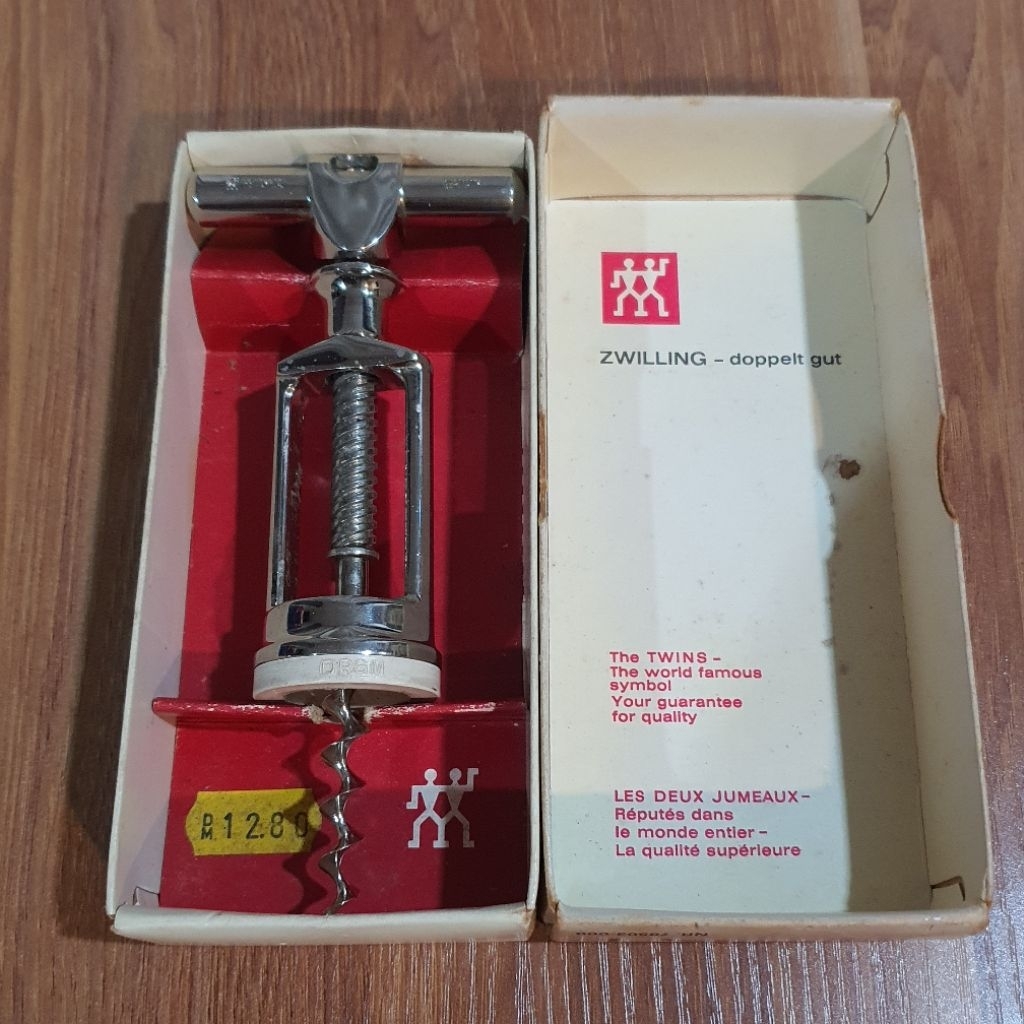 DRGM
DM 12.80
ZWILLING – doppelt gut
The TWINS –
The world famous
symbol
Your guarantee
for quality
LES DEUX JUMEAUX –
Réputés dans
le monde entier –
La qualité supérieure